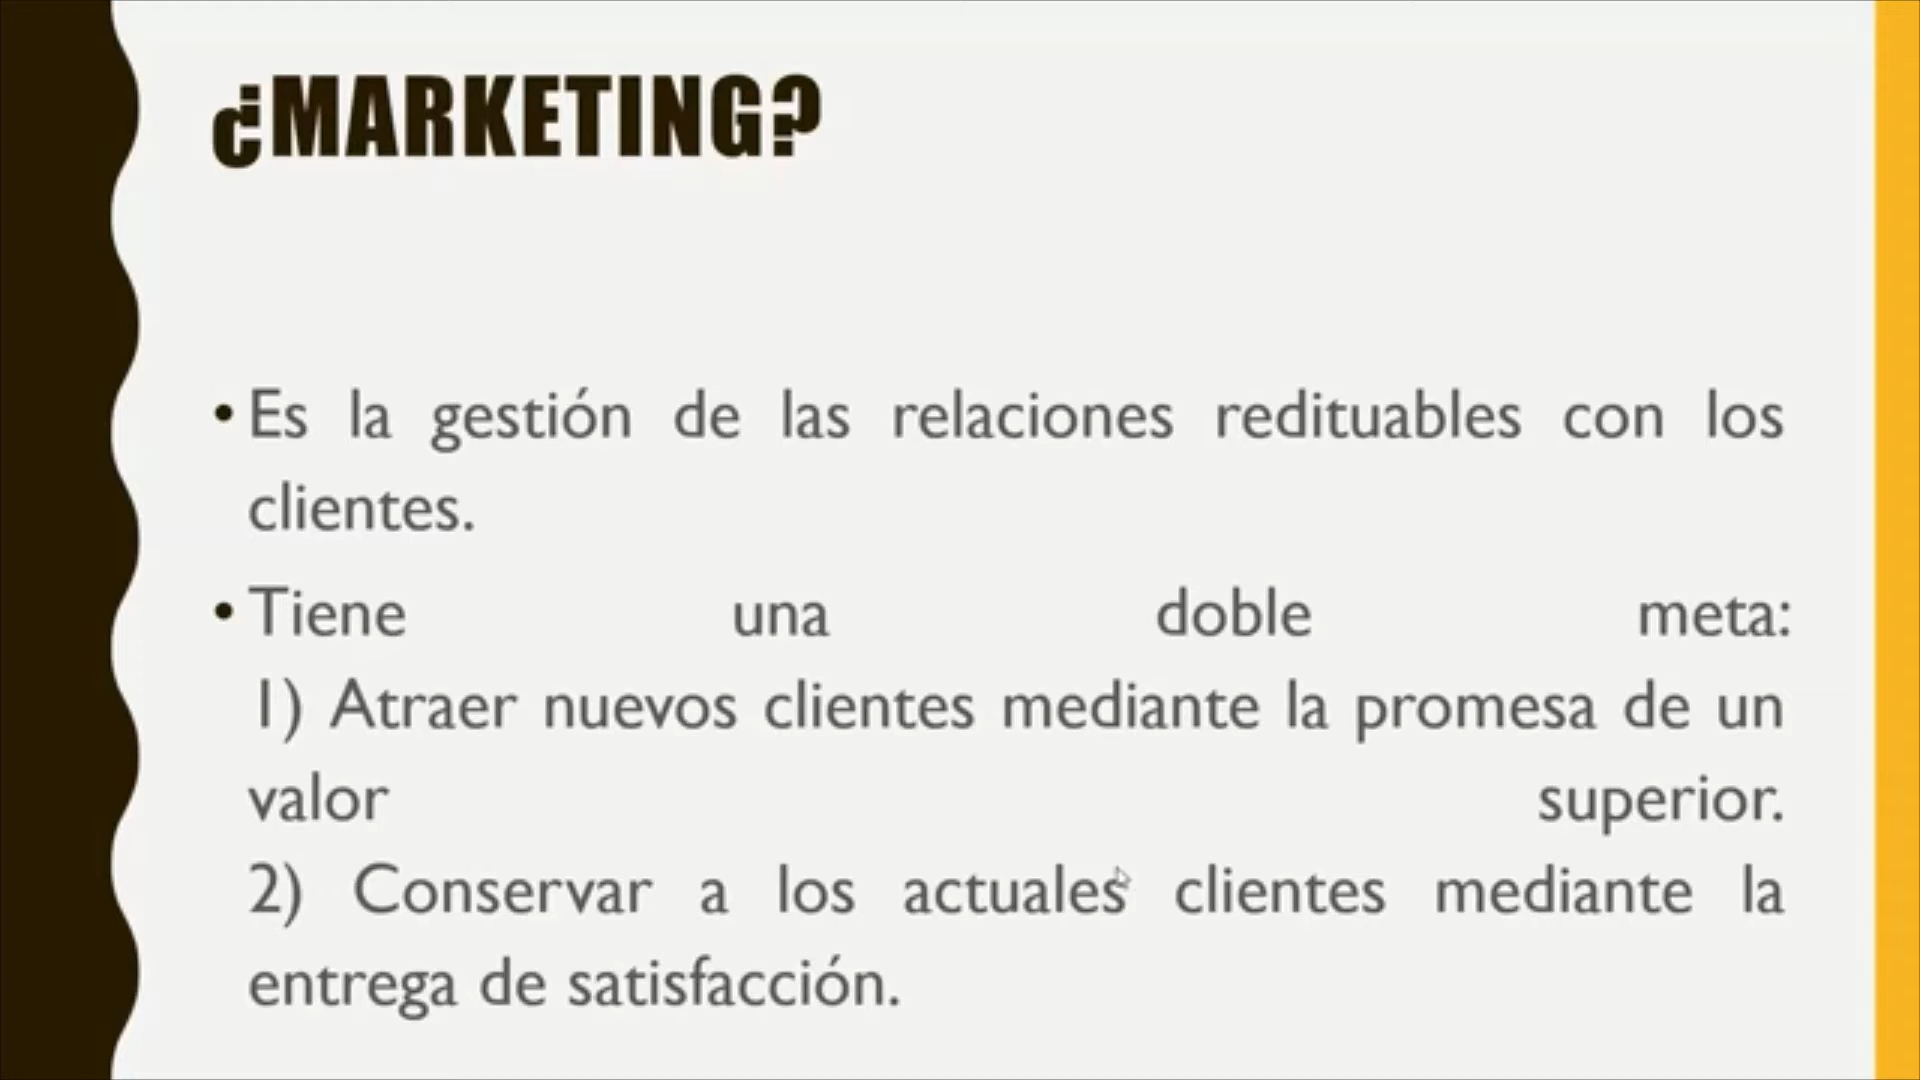 ¿MARKETING?
• Es la gestión de las relaciones redituables con los
clientes.
• Tiene una doble meta:
1) Atraer nuevos clientes mediante la promesa de un
valor superior.
2) Conservar a los actuales clientes mediante la
entrega de satisfacción.